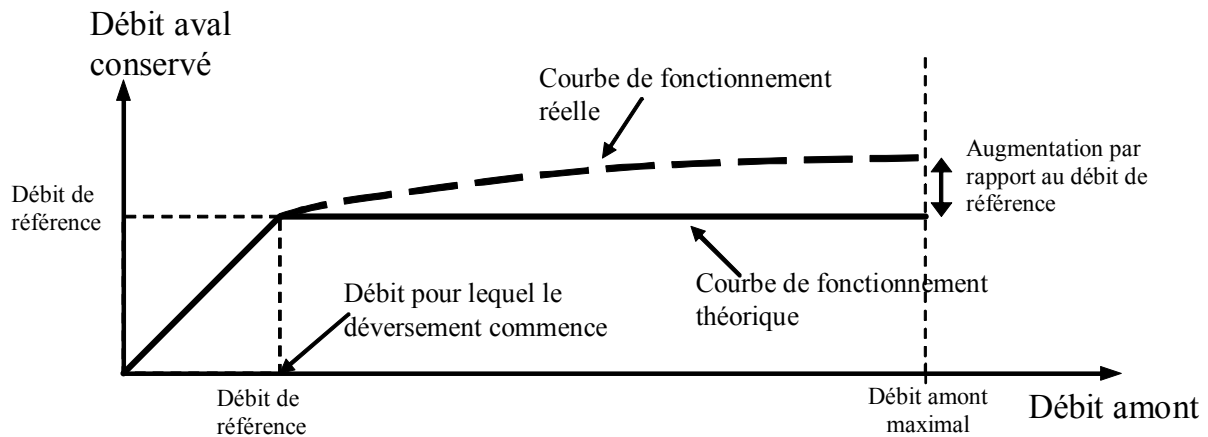 Débit aval
conservé
Courbe de fonctionnement
réelle
Augmentation par
rapport au débit de
référence
Débit de
référence
Courbe de fonctionnement
théorique
Débit pour lequel le
déversement commence
Débit de
référence
Débit amont
maximal
Débit amont